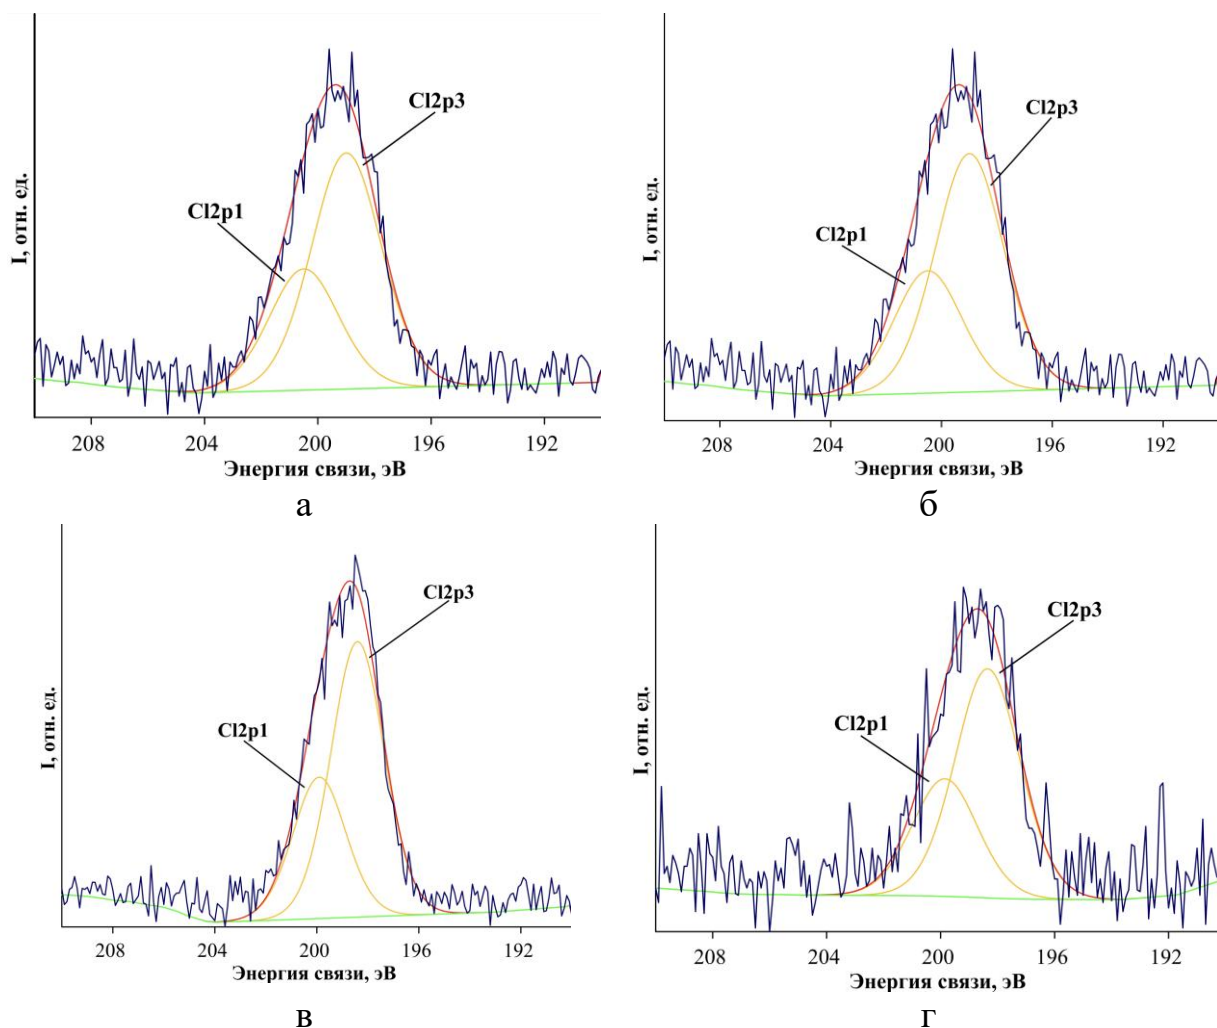 I, отн. ед.
Cl2p3
Cl2p1
208 204 200 196 192
Энергия связи, эВ
а
I, отн. ед.
Cl2p3
Cl2p1
208 204 200 196 192
Энергия связи, эВ
б
I, отн. ед.
Cl2p3
Cl2p1
208 204 200 196 192
Энергия связи, эВ
в
I, отн. ед.
Cl2p3
Cl2p1
208 204 200 196 192
Энергия связи, эВ
г